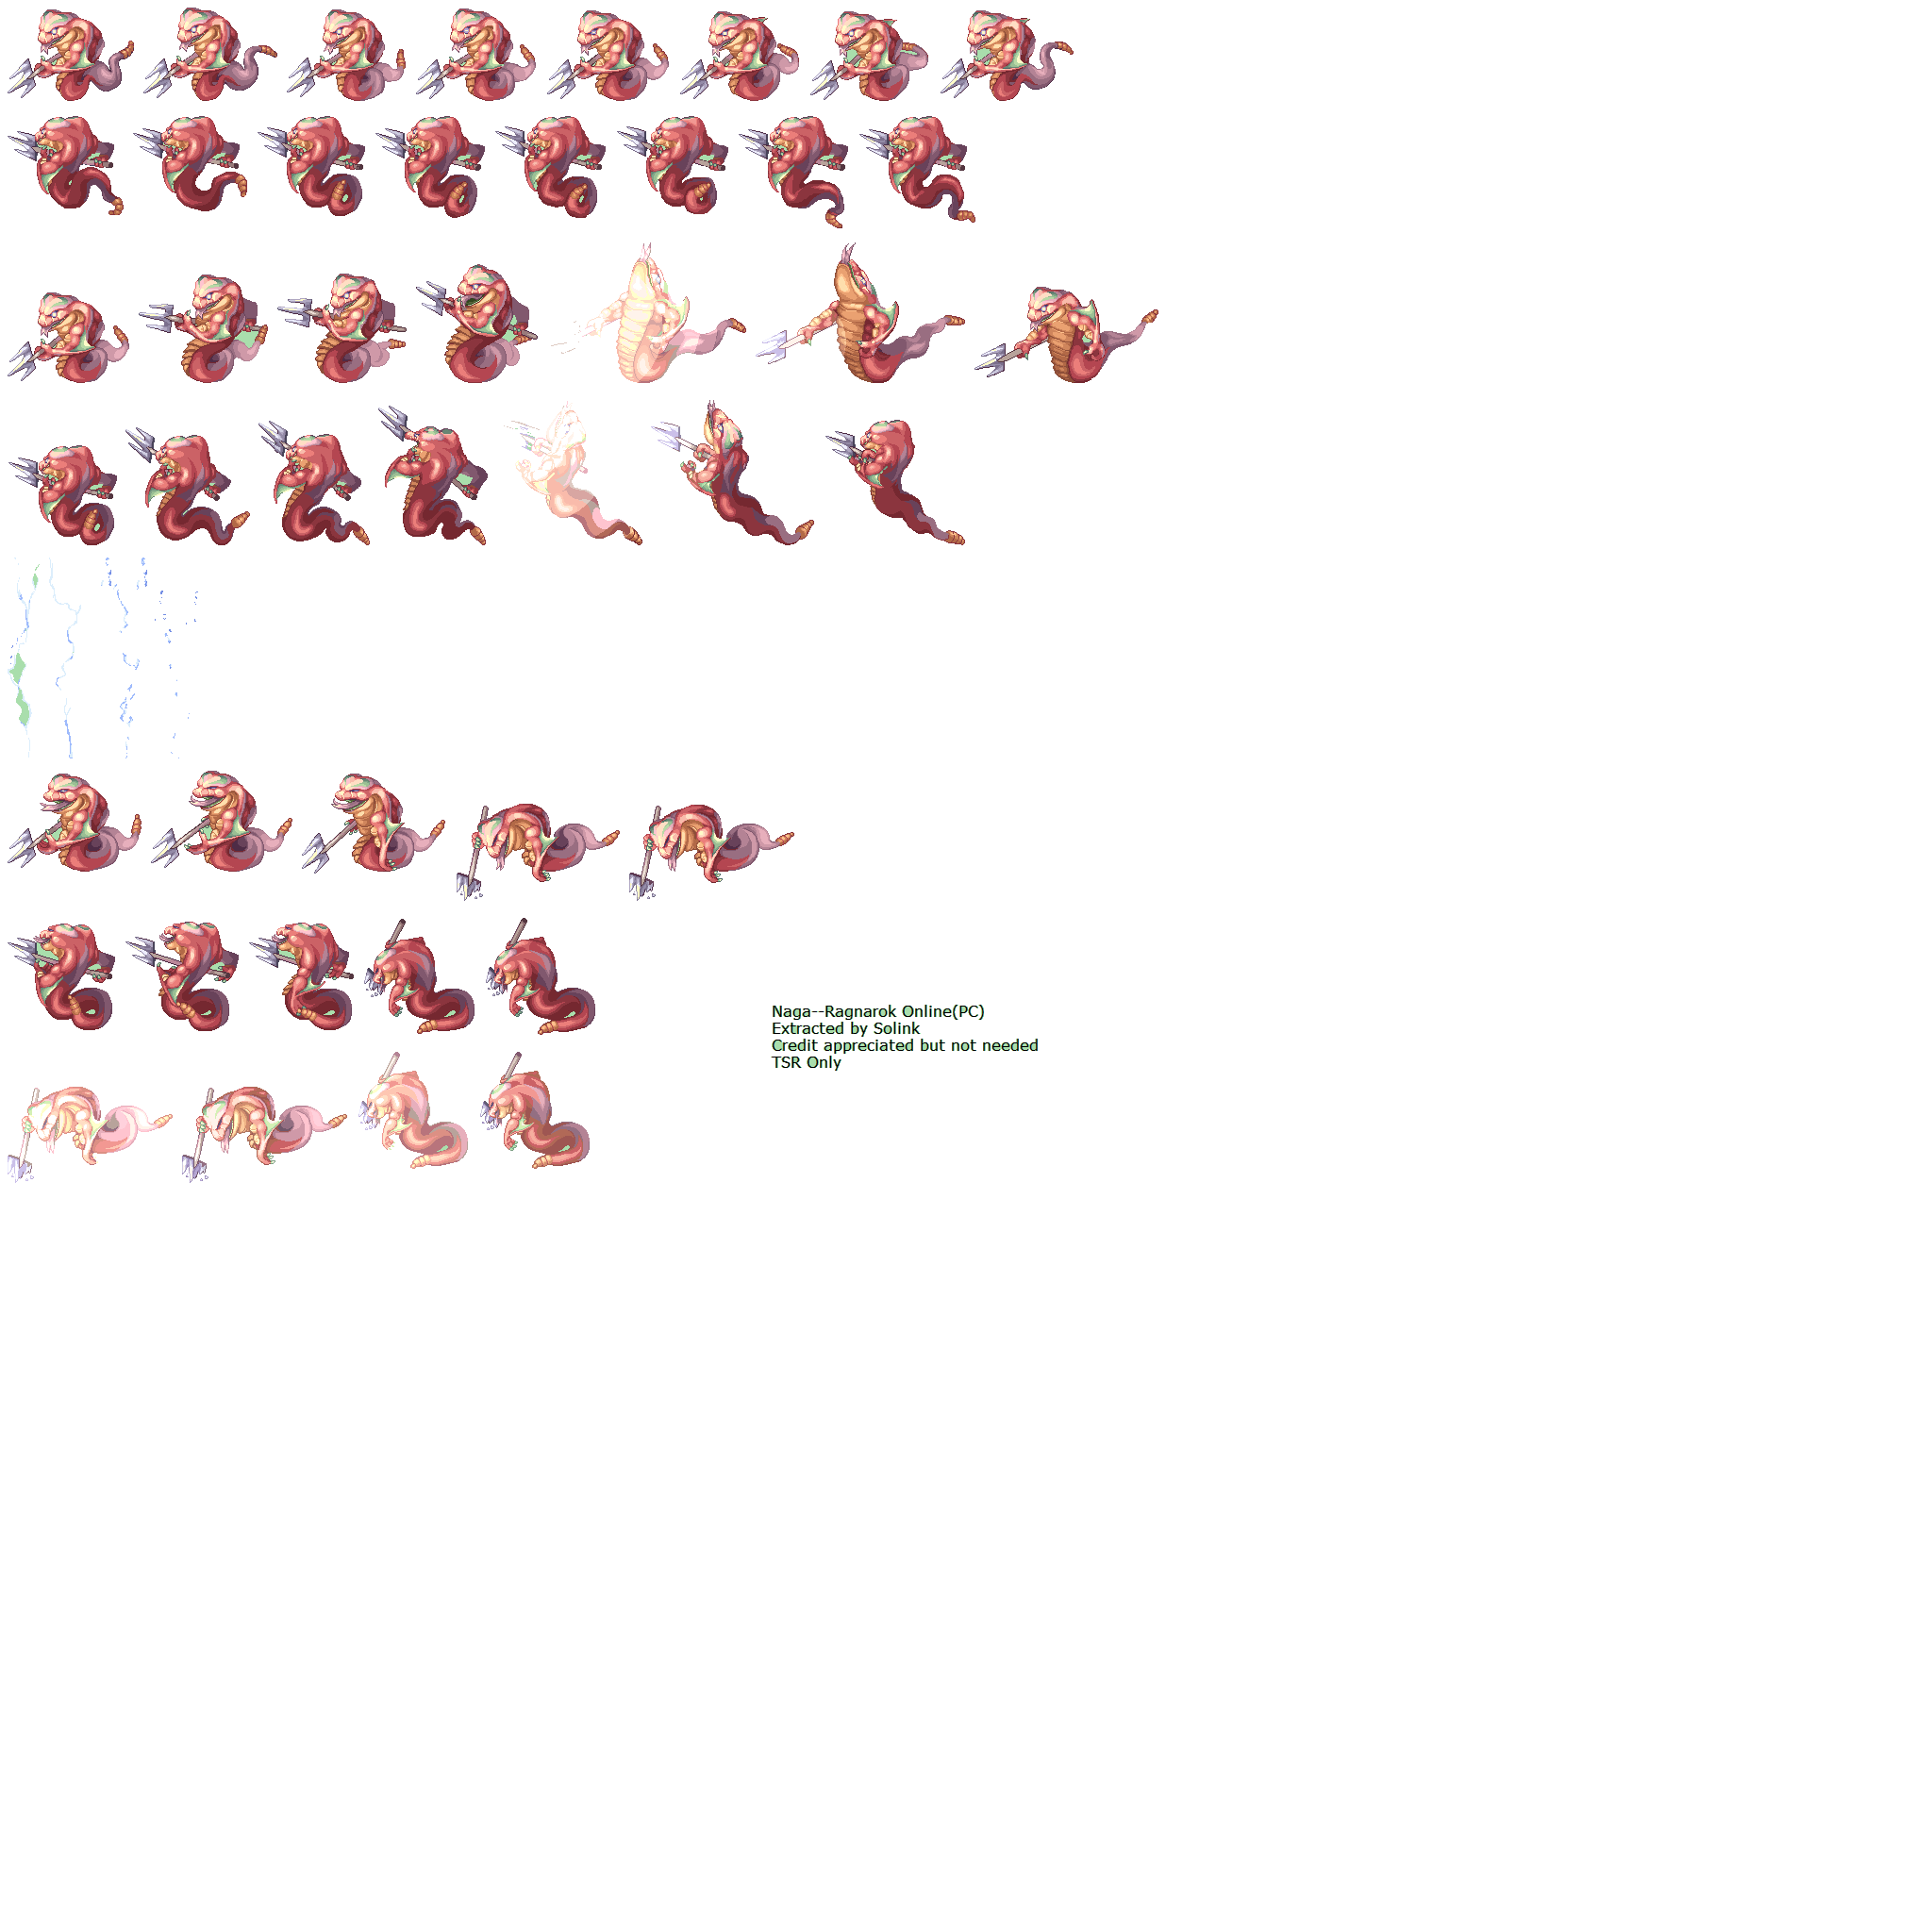 Naga--Ragnarok Online(PC)
Extracted by Solink
Credit appreciated but not needed
TSR Only